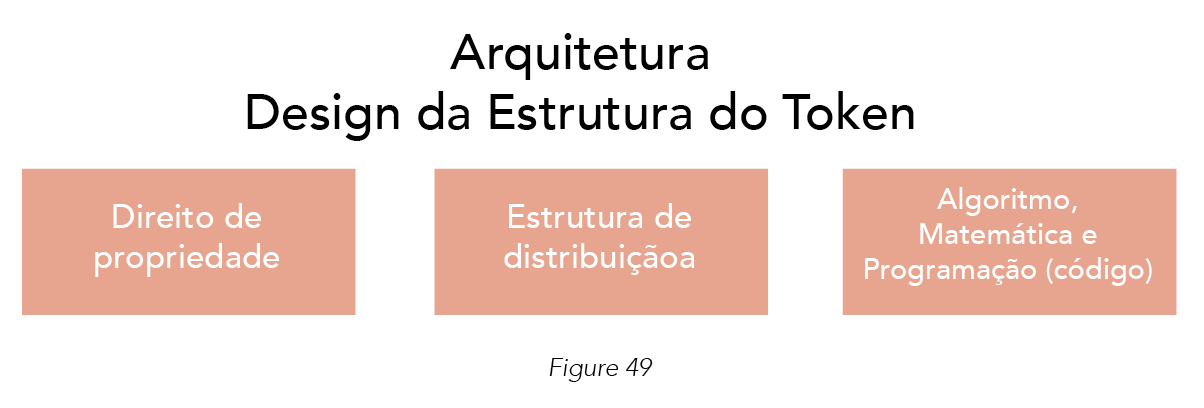 Arquitetura
Design da Estrutura do Token
Direito de
propriedade
Estrutura de
distribuiçãoa
Algoritmo,
Matemática e
Programação (código)
Figure 49